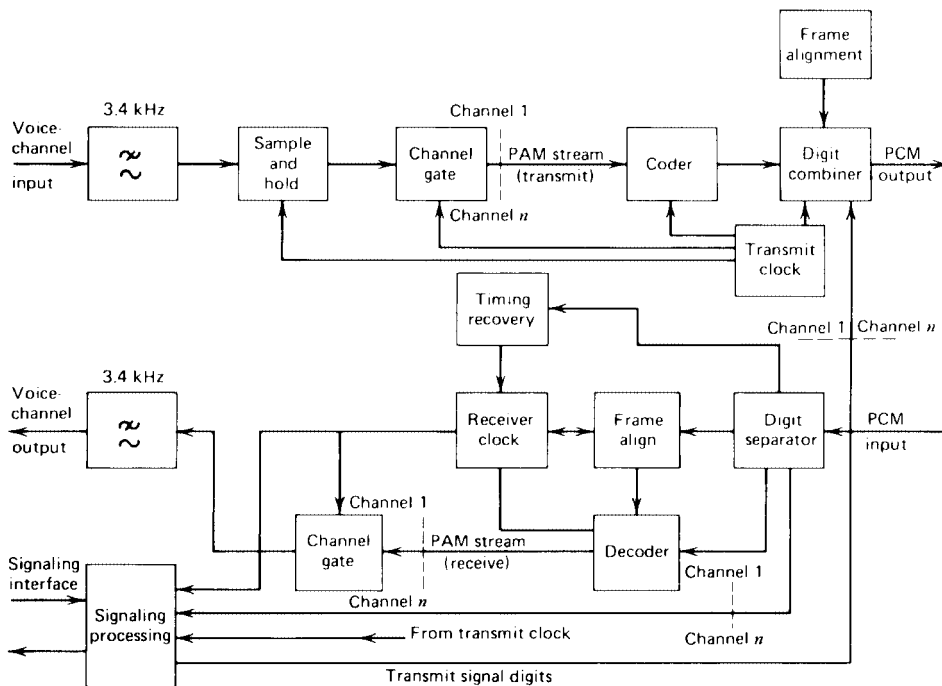 Frame
alignment
3.4 kHz
Channel 1
Voice-
channel
input
Sample
and
hold
Channel
gate
PAM stream
(transmit)
Coder
Digit
combiner
PCM
output
Channel n
Transmit
clock
Timing
recovery
Channel 1
Channel n
3.4 kHz
Voice-
channel
output
Receiver
clock
Frame
align
Digit
separator
PCM
input
Channel 1
Channel
gate
PAM stream
(receive)
Decoder
Channel 1
Signaling
interface
Channel n
Signaling
processing
From transmit clock
Channel n
Transmit signal digits